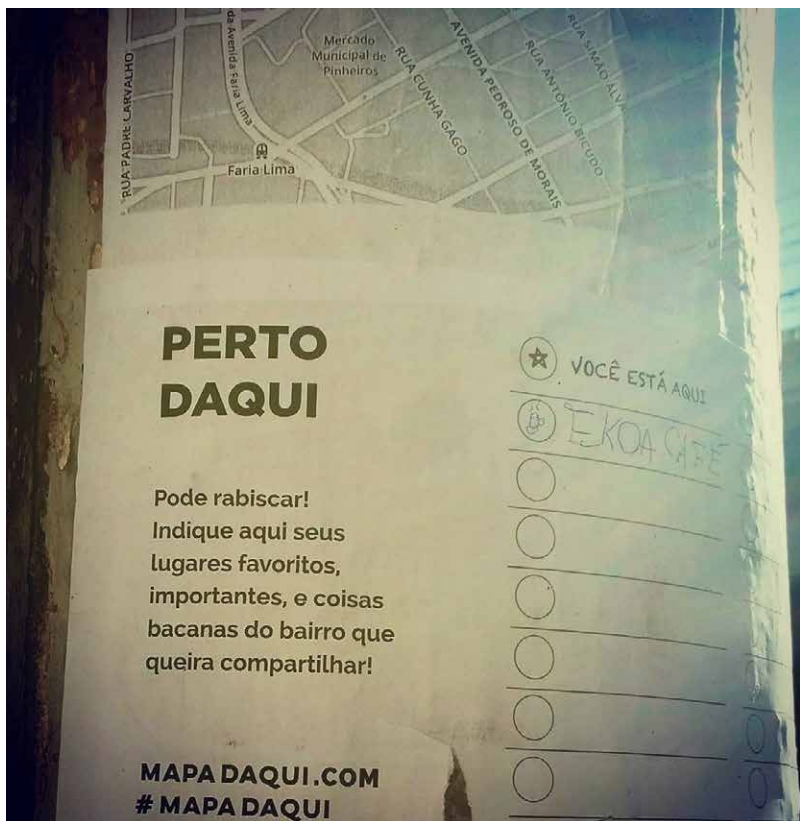 RUA PADRE CARVALHO
da Avenida Faria Lima
Mercado
Municipal de
Pinheiros
RUA CUNHA GAGO
AVENIDA PEDROSO DE MORAIS
RUA ANTÔNIO BICUDO
RUA SIMÃO ÁLV
Faria Lima
PERTO
DAQUI
Pode rabiscar!
Indique aqui seus
lugares favoritos,
importantes, e coisas
bacanas do bairro que
queira compartilhar!
MAPA DAQUI.COM
# MAPA DAQUI
VOCÊ ESTÁ AQUI
EKOA CAFÉ